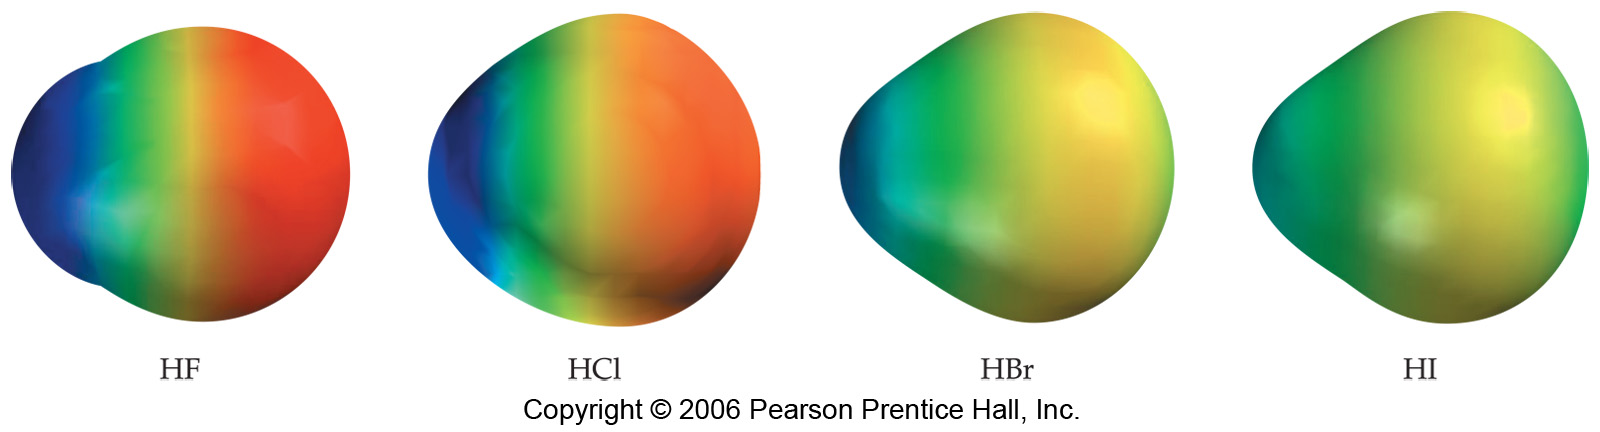 HF HCl HBr HI
Copyright © 2006 Pearson Prentice Hall, Inc.